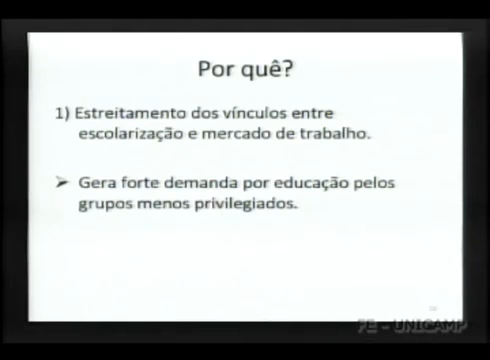 Por quê?
1) Estreitamento dos vínculos entre
escolarização e mercado de trabalho.
➢ Gera forte demanda por educação pelos
grupos menos privilegiados.
FE - UNICAMP